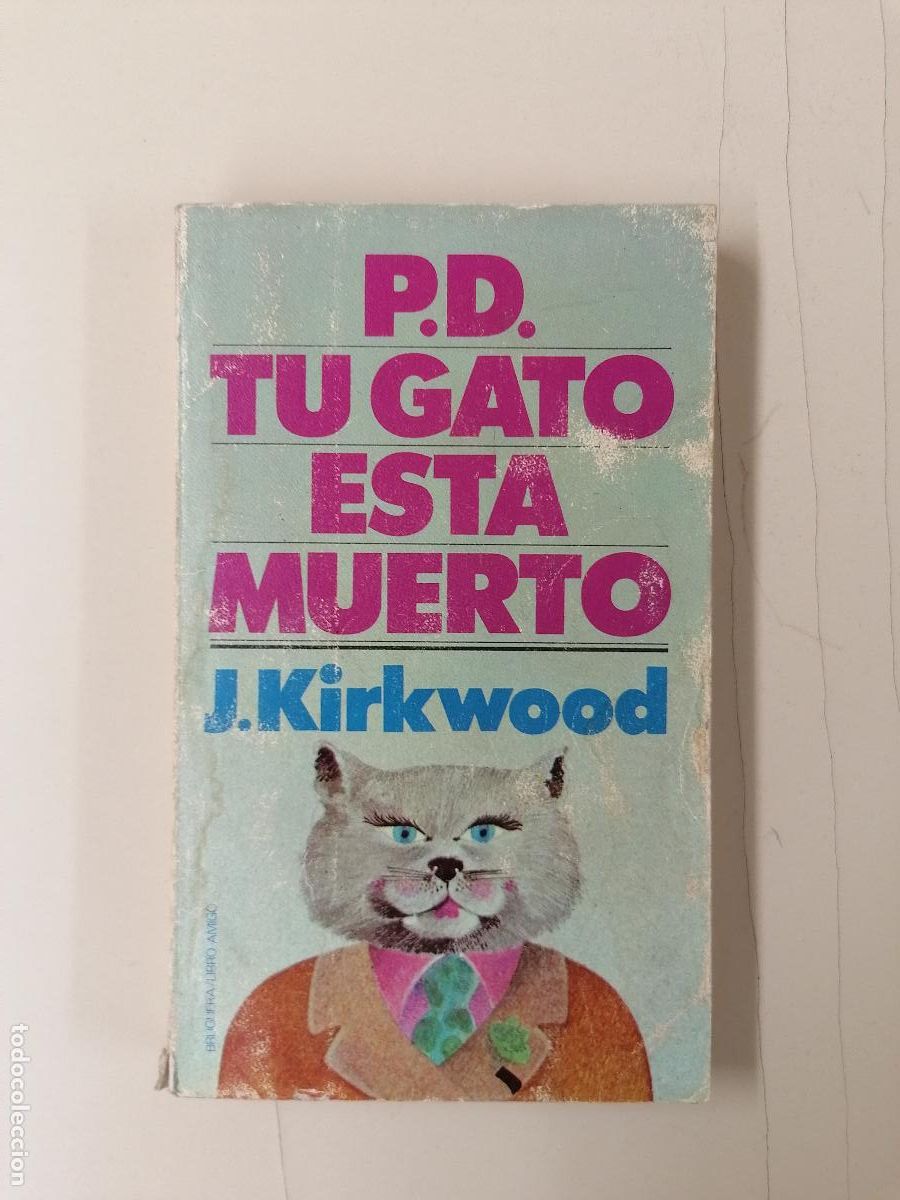 P.D.
TU GATO
ESTA
MUERTO
J.Kirkwood
BRUGUERA/LIBRO AMIGO
todocoleccion